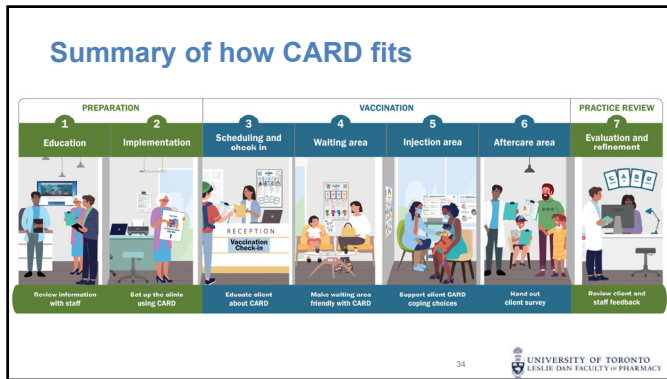 Summary of how CARD fits
PREPARATION
VACCINATION
PRACTICE REVIEW
1
Education
2
Implementation
3
Scheduling and
check in
4
Waiting area
5
Injection area
6
Aftercare area
7
Evaluation and
refinement
RECEPTION
Vaccination
Check-in
C A R D
Review information
with staff
Set up the clinic
using CARD
Educate client
about CARD
Make waiting area
friendly with CARD
Support client CARD
coping choices
Hand out
client survey
Review client and
staff feedback
34
UNIVERSITY OF TORONTO
LESLIE DAN FACULTY OF PHARMACY